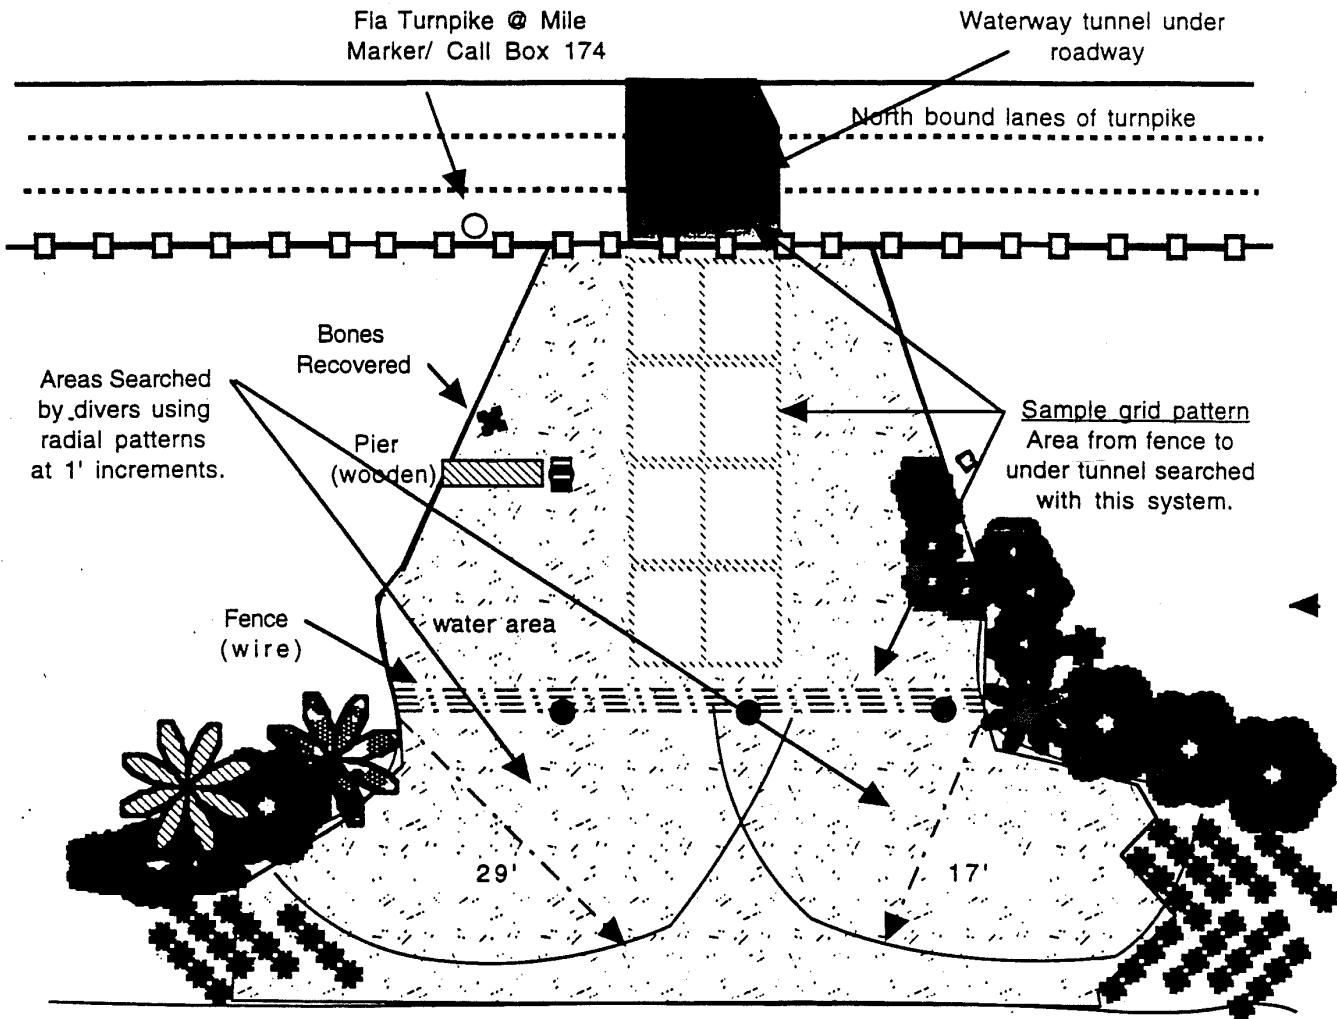 Fla Turnpike @ Mile
Marker/ Call Box 174
Waterway tunnel under
roadway
North bound lanes of turnpike
Bones
Recovered
Areas Searched
by divers using
radial patterns
at 1' increments.
Pier
(wooden)
Sample grid pattern
Area from fence to
under tunnel searched
with this system.
Fence
(wire)
water area
29'
17'